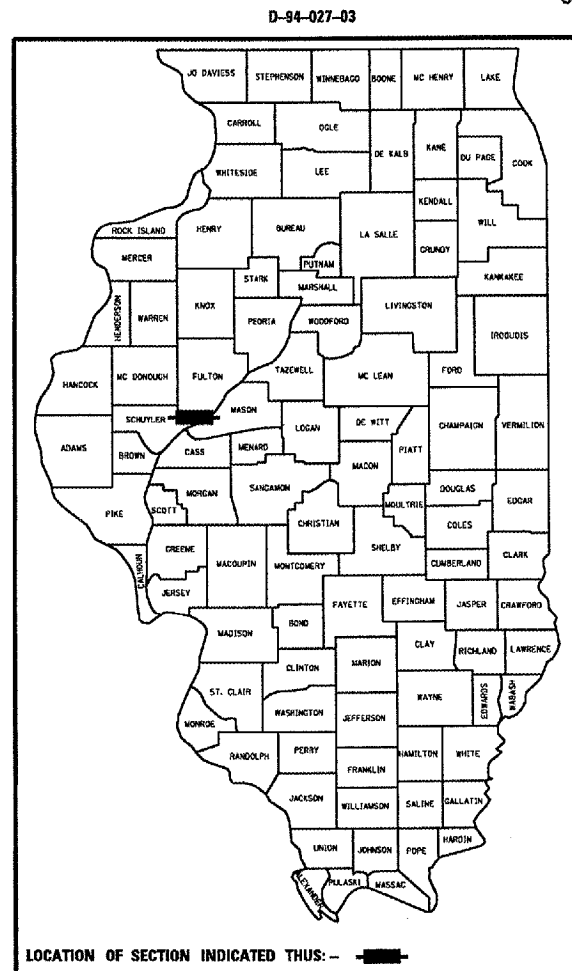 D-94-027-03
JO DAVIESS STEPHENSON WINNEBAGO BOONE MC HENRY LAKE
CARROLL OGLE DE KALB KANE DU PAGE COOK
WHITESIDE LEE KENDALL WILL
ROCK ISLAND HENRY BUREAU LA SALLE GRUNDY
MERCER PUTNAM KANKAKEE
STARK MARSHALL
HENDERSON WARREN KNOX PEORIA WOODFORD LIVINGSTON IROQUOIS
HANCOCK MC DONOUGH FULTON TAZEWELL MC LEAN FORD
SCHUYLER MASON LOGAN DE WITT CHAMPAIGN VERMILION
ADAMS BROWN CASS MENARD PIATT
MACON
PIKE SCOTT MORGAN SANGAMON MOULTRIE DOUGLAS EDGAR
CHRISTIAN COLES
CALHOUN GREENE MACOUPIN MONTGOMERY SHELBY CUMBERLAND CLARK
JERSEY
FAYETTE EFFINGHAM JASPER CRAWFORD
MADISON BOND
CLAY RICHLAND LAWRENCE
CLINTON MARION
ST. CLAIR WAYNE EDWARDS WABASH
WASHINGTON JEFFERSON
MONROE
RANDOLPH PERRY HAMILTON WHITE
FRANKLIN
JACKSON WILLIAMSON SALINE GALLATIN
UNION JOHNSON POPE HARDIN
ALEXANDER PULASKI MASSAC
LOCATION OF SECTION INDICATED THUS: -